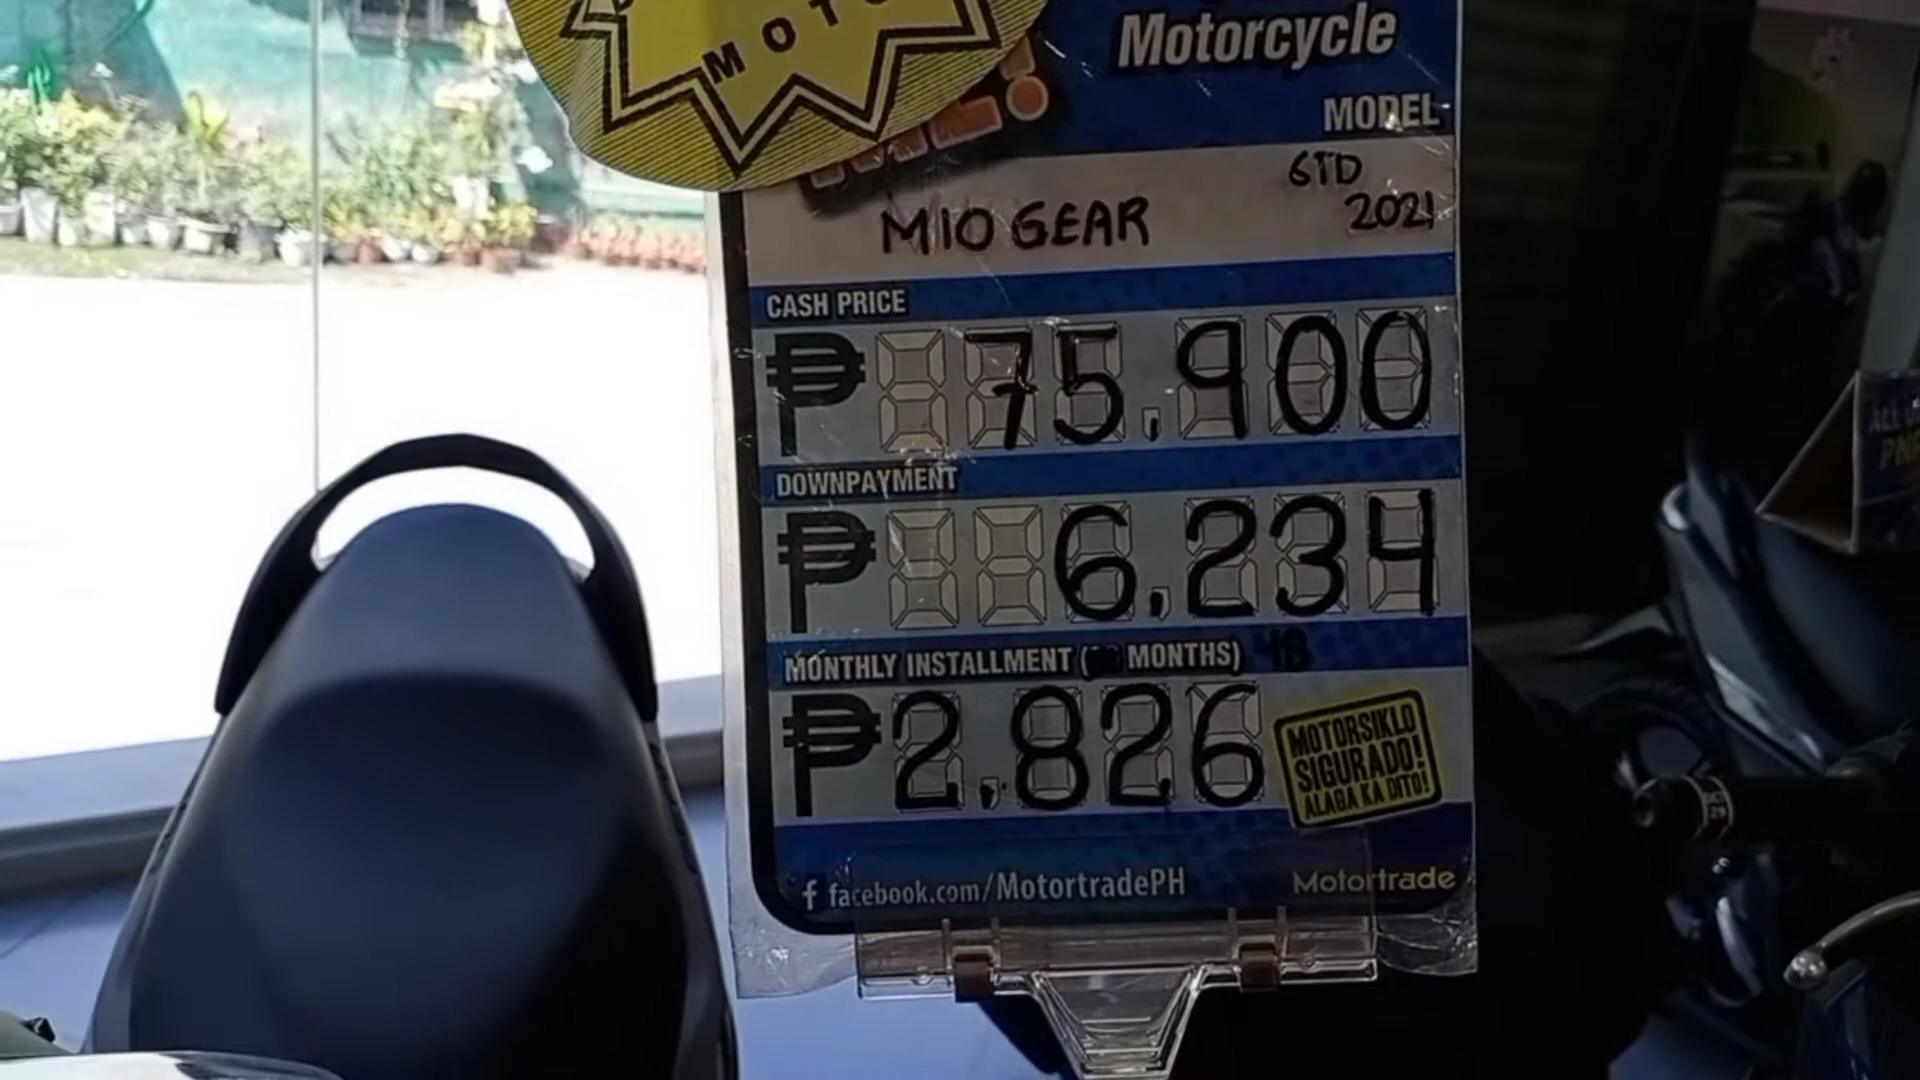 MOTO
Motorcycle
MODEL
STD
2021
MIO GEAR
CASH PRICE
₱ 75,900
DOWNPAYMENT
₱ 6,234
MONTHLY INSTALLMENT ( MONTHS) 48
₱2,826
MOTORSIKLO
SIGURADO!
ALAGA KA DITO!
f facebook.com/MotortradePH
Motortrade